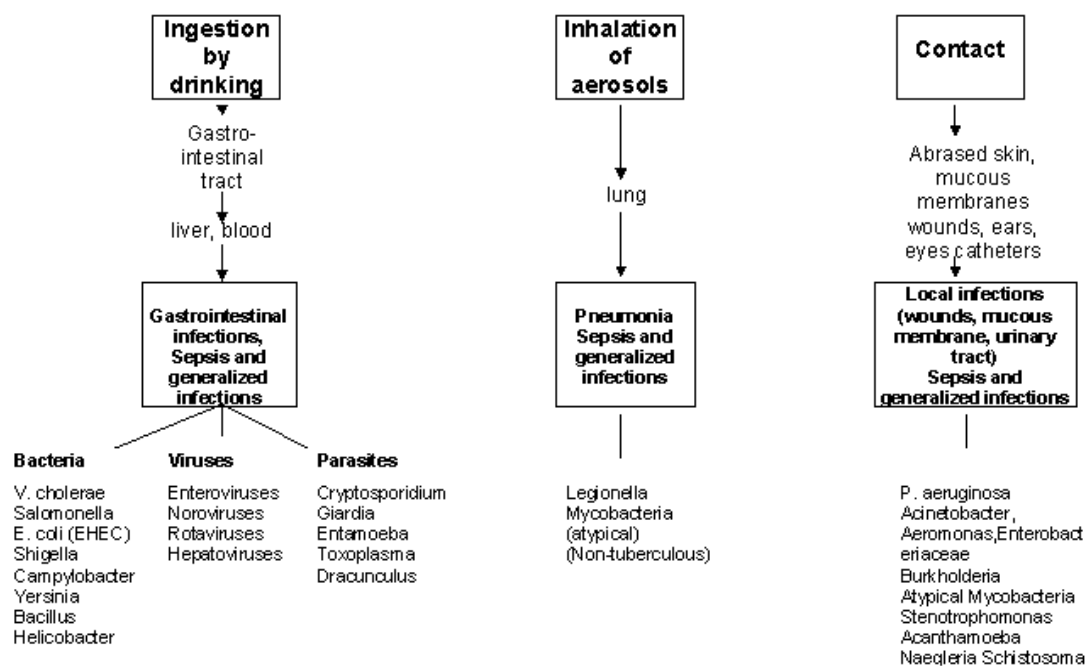 Ingestion
by
drinking
Gastro-
intestinal
tract
liver, blood
Gastrointestinal
infections,
Sepsis and
generalized
infections
Bacteria
V. cholerae
Salomonella
E. coli (EHEC)
Shigella
Campylobacter
Yersinia
Bacillus
Helicobacter
Viruses
Enteroviruses
Noroviruses
Rotaviruses
Hepatoviruses
Parasites
Cryptosporidium
Giardia
Entamoeba
Toxoplasma
Dracunculus
Inhalation
of
aerosols
lung
Pneumonia
Sepsis and
generalized
infections
Legionella
Mycobacteria
(atypical)
(Non-tuberculous)
Contact
Abrased skin,
mucous
membranes
wounds, ears,
eyes catheters
Local infections
(wounds, mucous
membrane, urinary
tract)
Sepsis and
generalized infections
P. aeruginosa
Acinetobacter,
Aeromonas,Enterobact
eriaceae
Burkholderia
Atypical Mycobacteria
Stenotrophomonas
Acanthamoeba
Naegleria Schistosoma